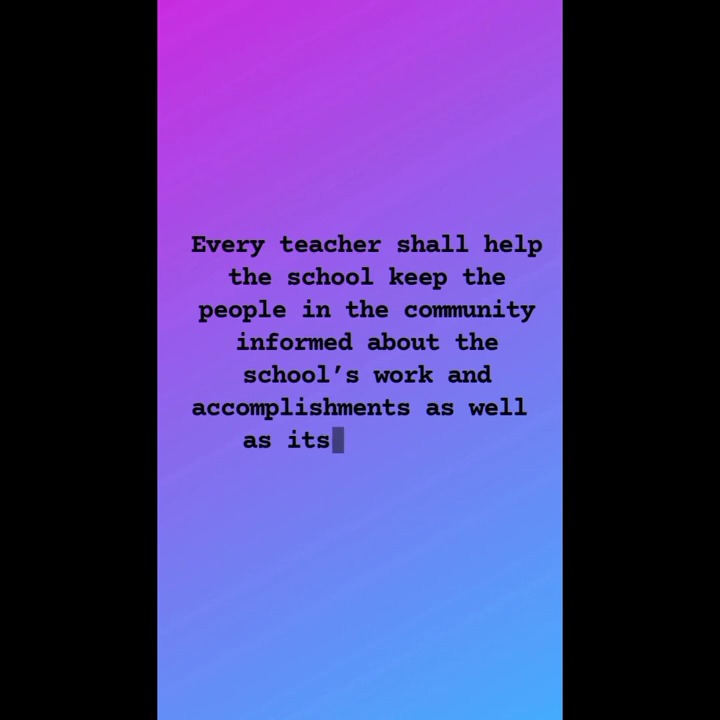 Every teacher shall help
the school keep the
people in the community
informed about the
school’s work and
accomplishments as well
as its